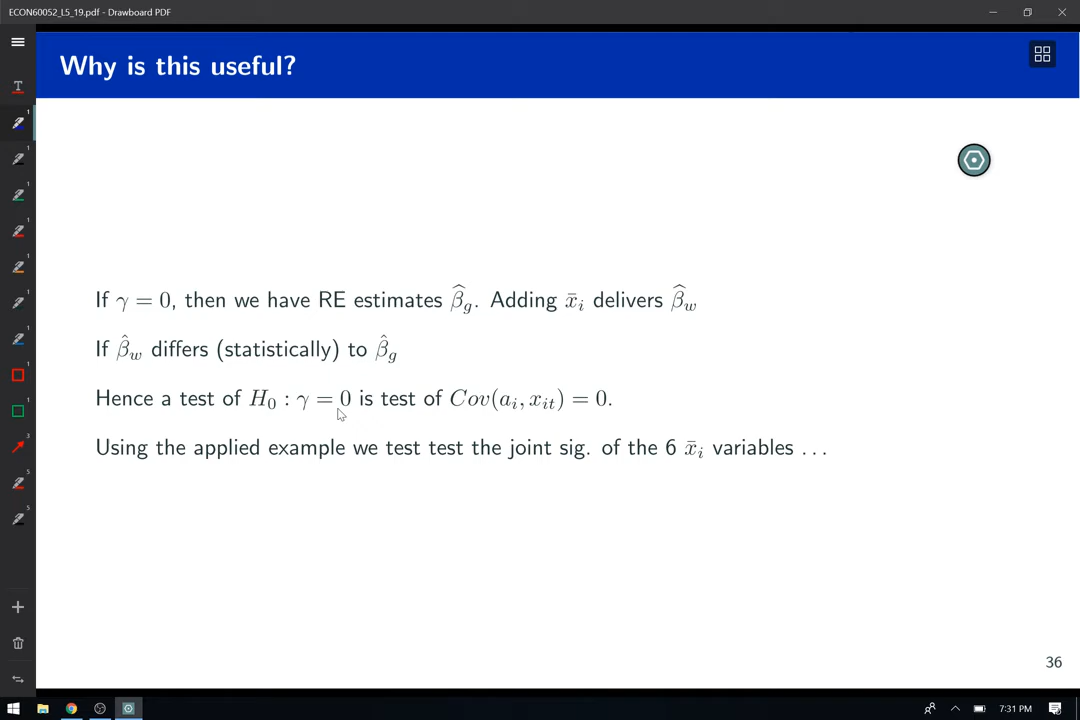 ECON60052_L5_19.pdf - Drawboard PDF
Why is this useful?
If γ = 0, then we have RE estimates β̂_g. Adding x̄_i delivers β̂_w
If β̂_w differs (statistically) to β̂_g
Hence a test of H_0 : γ = 0 is test of Cov(a_i, x_it) = 0.
Using the applied example we test test the joint sig. of the 6 x̄_i variables . . .
36
7:31 PM